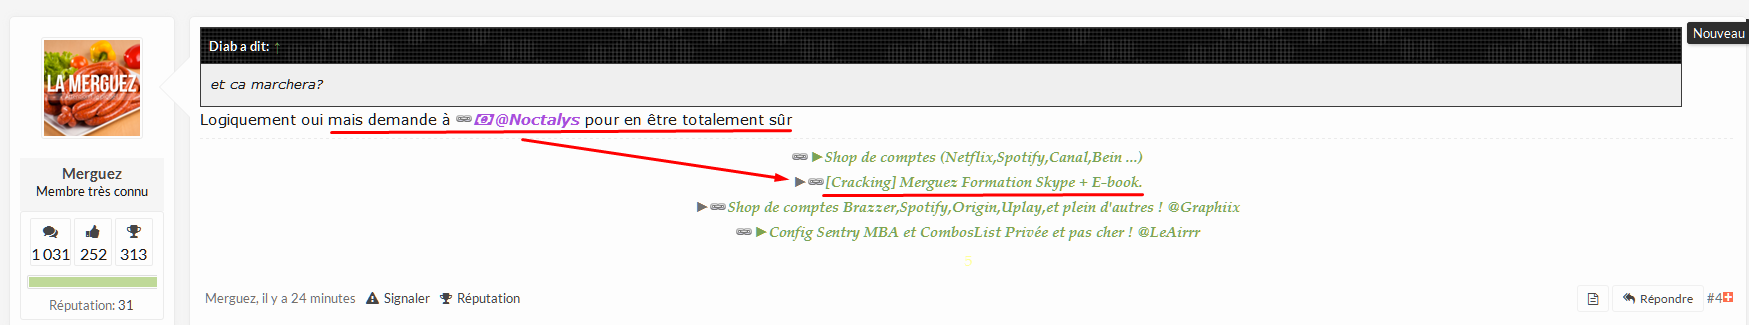 Nouveau
Diab a dit: ↑
et ca marchera?
LA MERGUEZ
Logiquement oui mais demande à @Noctalys pour en être totalement sûr
Merguez
Membre très connu
1 031 252 313
Réputation: 31
►Shop de comptes (Netflix,Spotify,Canal,Bein ...)
►[Cracking] Merguez Formation Skype + E-book.
►Shop de comptes Brazzer,Spotify,Origin,Uplay,et plein d'autres ! @Graphiix
►Config Sentry MBA et CombosList Privée et pas cher ! @LeAirrr
Merguez, il y a 24 minutes Signaler Réputation
Répondre #4